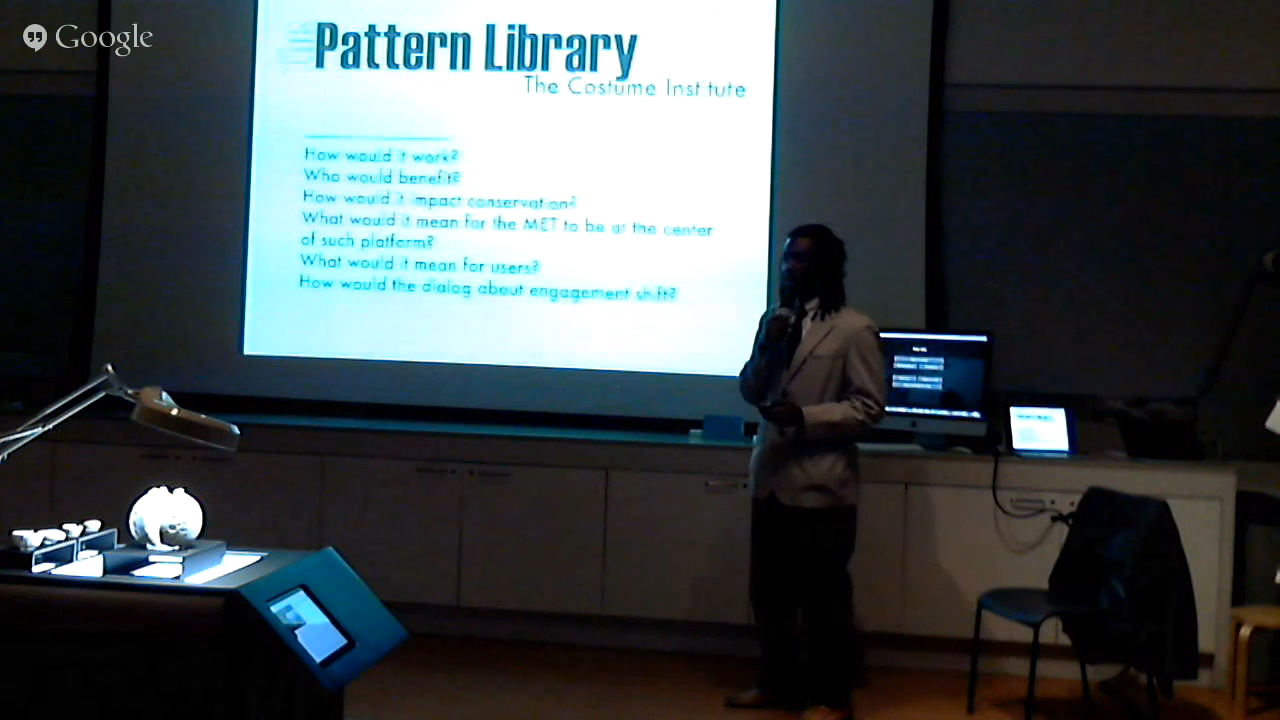 Google
Pattern Library
The Costume Institute
How would it work?
Who would benefit?
How would it impact conservation?
What would it mean for the MET to be at the center
of such platform?
What would it mean for users?
How would the dialog about engagement shift?